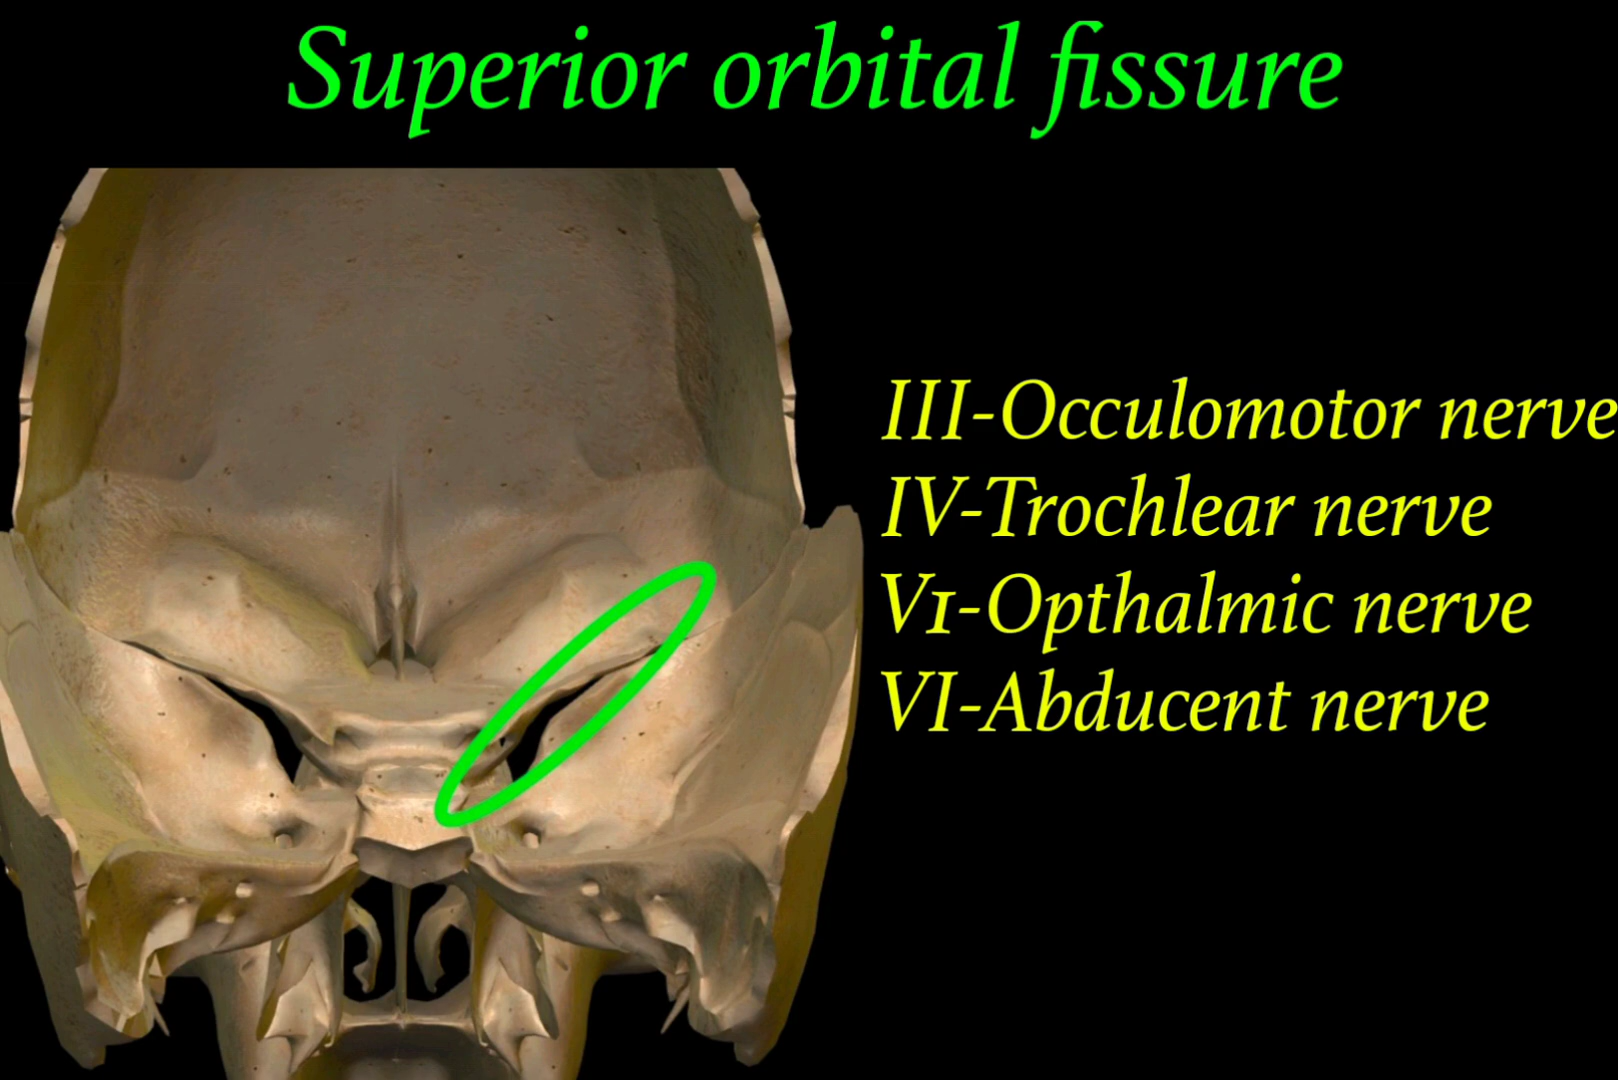 Superior orbital fissure
III-Occulomotor nerve
IV-Trochlear nerve
V1-Opthalmic nerve
VI-Abducent nerve